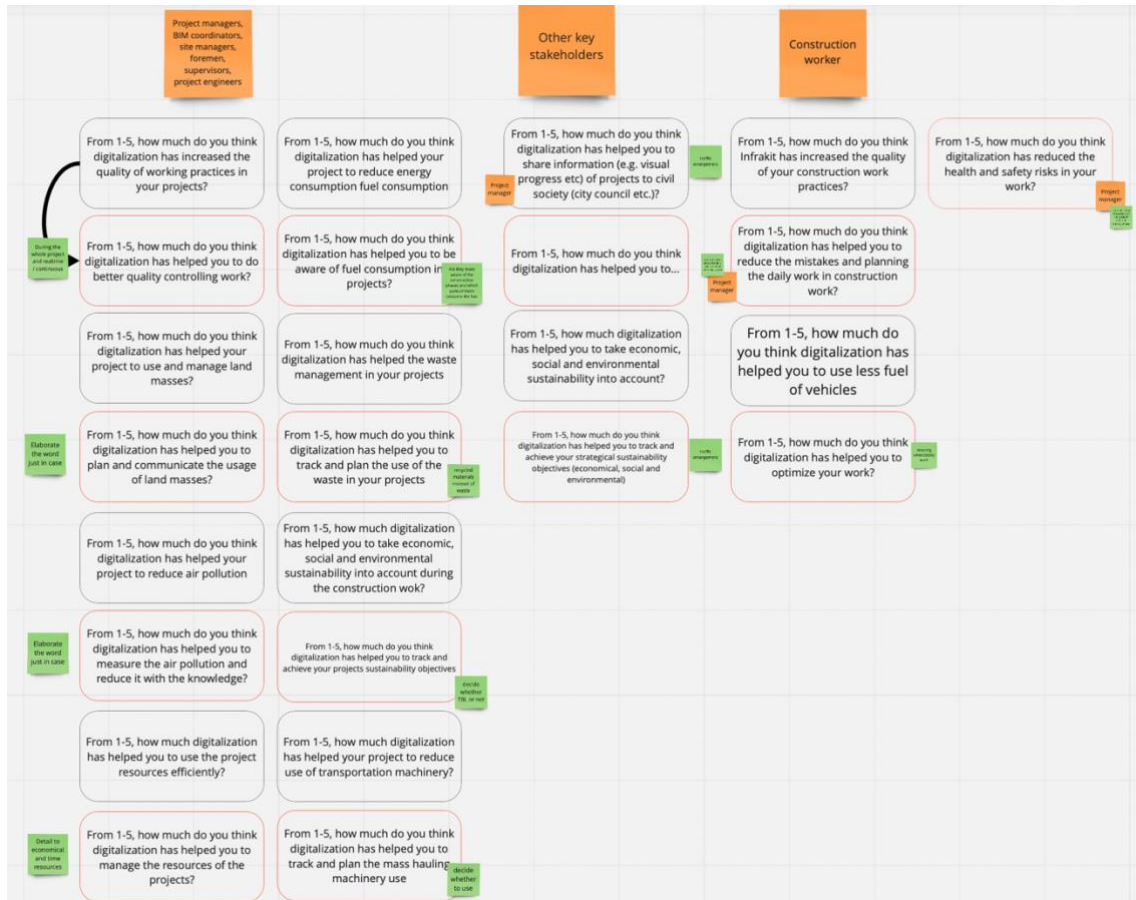 Project managers,
BIM coordinators,
site managers,
foremen,
supervisors,
project engineers
Other key
stakeholders
Construction
worker
From 1-5, how much do you think
digitalization has increased the
quality of working practices in
your projects?
From 1-5, how much do you think
digitalization has helped your
project to reduce energy
consumption fuel consumption
From 1-5, how much do you think
digitalization has helped you to
share information (e.g. visual
progress etc) of projects to civil
society (city council etc.)?
Project
manager
From 1-5, how much do you think
Infrakit has increased the quality
of your construction work
practices?
From 1-5, how much do you think
digitalization has reduced the
health and safety risks in your
work?
Project
manager
During the
whole project
and realtime
/ continuous
From 1-5, how much do you think
digitalization has helped you to do
better quality controlling work?
From 1-5, how much do you think
digitalization has helped you to be
aware of fuel consumption in
projects?
From 1-5, how much do you think
digitalization has helped you to...
Project
manager
From 1-5, how much do you think
digitalization has helped you to
reduce the mistakes and planning
the daily work in construction
work?
From 1-5, how much do you think
digitalization has helped your
project to use and manage land
masses?
From 1-5, how much do you think
digitalization has helped the waste
management in your projects
From 1-5, how much digitalization
has helped you to take economic,
social and environmental
sustainability into account?
From 1-5, how much do
you think digitalization has
helped you to use less fuel
of vehicles
Elaborate
the word
just in case
From 1-5, how much do you think
digitalization has helped you to
plan and communicate the usage
of land masses?
From 1-5, how much do you think
digitalization has helped you to
track and plan the use of the
waste in your projects
required
materials
instead of
waste
From 1-5, how much do you think
digitalization has helped you to track and
achieve your strategical sustainability
objectives (economical, social and
environmental)
From 1-5, how much do you think
digitalization has helped you to
optimize your work?
From 1-5, how much do you think
digitalization has helped your
project to reduce air pollution
From 1-5, how much digitalization
has helped you to take economic,
social and environmental
sustainability into account during
the construction wok?
Elaborate
the word
just in case
From 1-5, how much do you think
digitalization has helped you to
measure the air pollution and
reduce it with the knowledge?
From 1-5, how much do you think
digitalization has helped you to track and
achieve your projects sustainability objectives
decide
whether
TBL or not
From 1-5, how much digitalization
has helped you to use the project
resources efficiently?
From 1-5, how much digitalization
has helped your project to reduce
use of transportation machinery?
Detail to
economical
and time
resources
From 1-5, how much do you think
digitalization has helped you to
manage the resources of the
projects?
From 1-5, how much do you think
digitalization has helped you to
track and plan the mass hauling
machinery use
decide
whether
to use